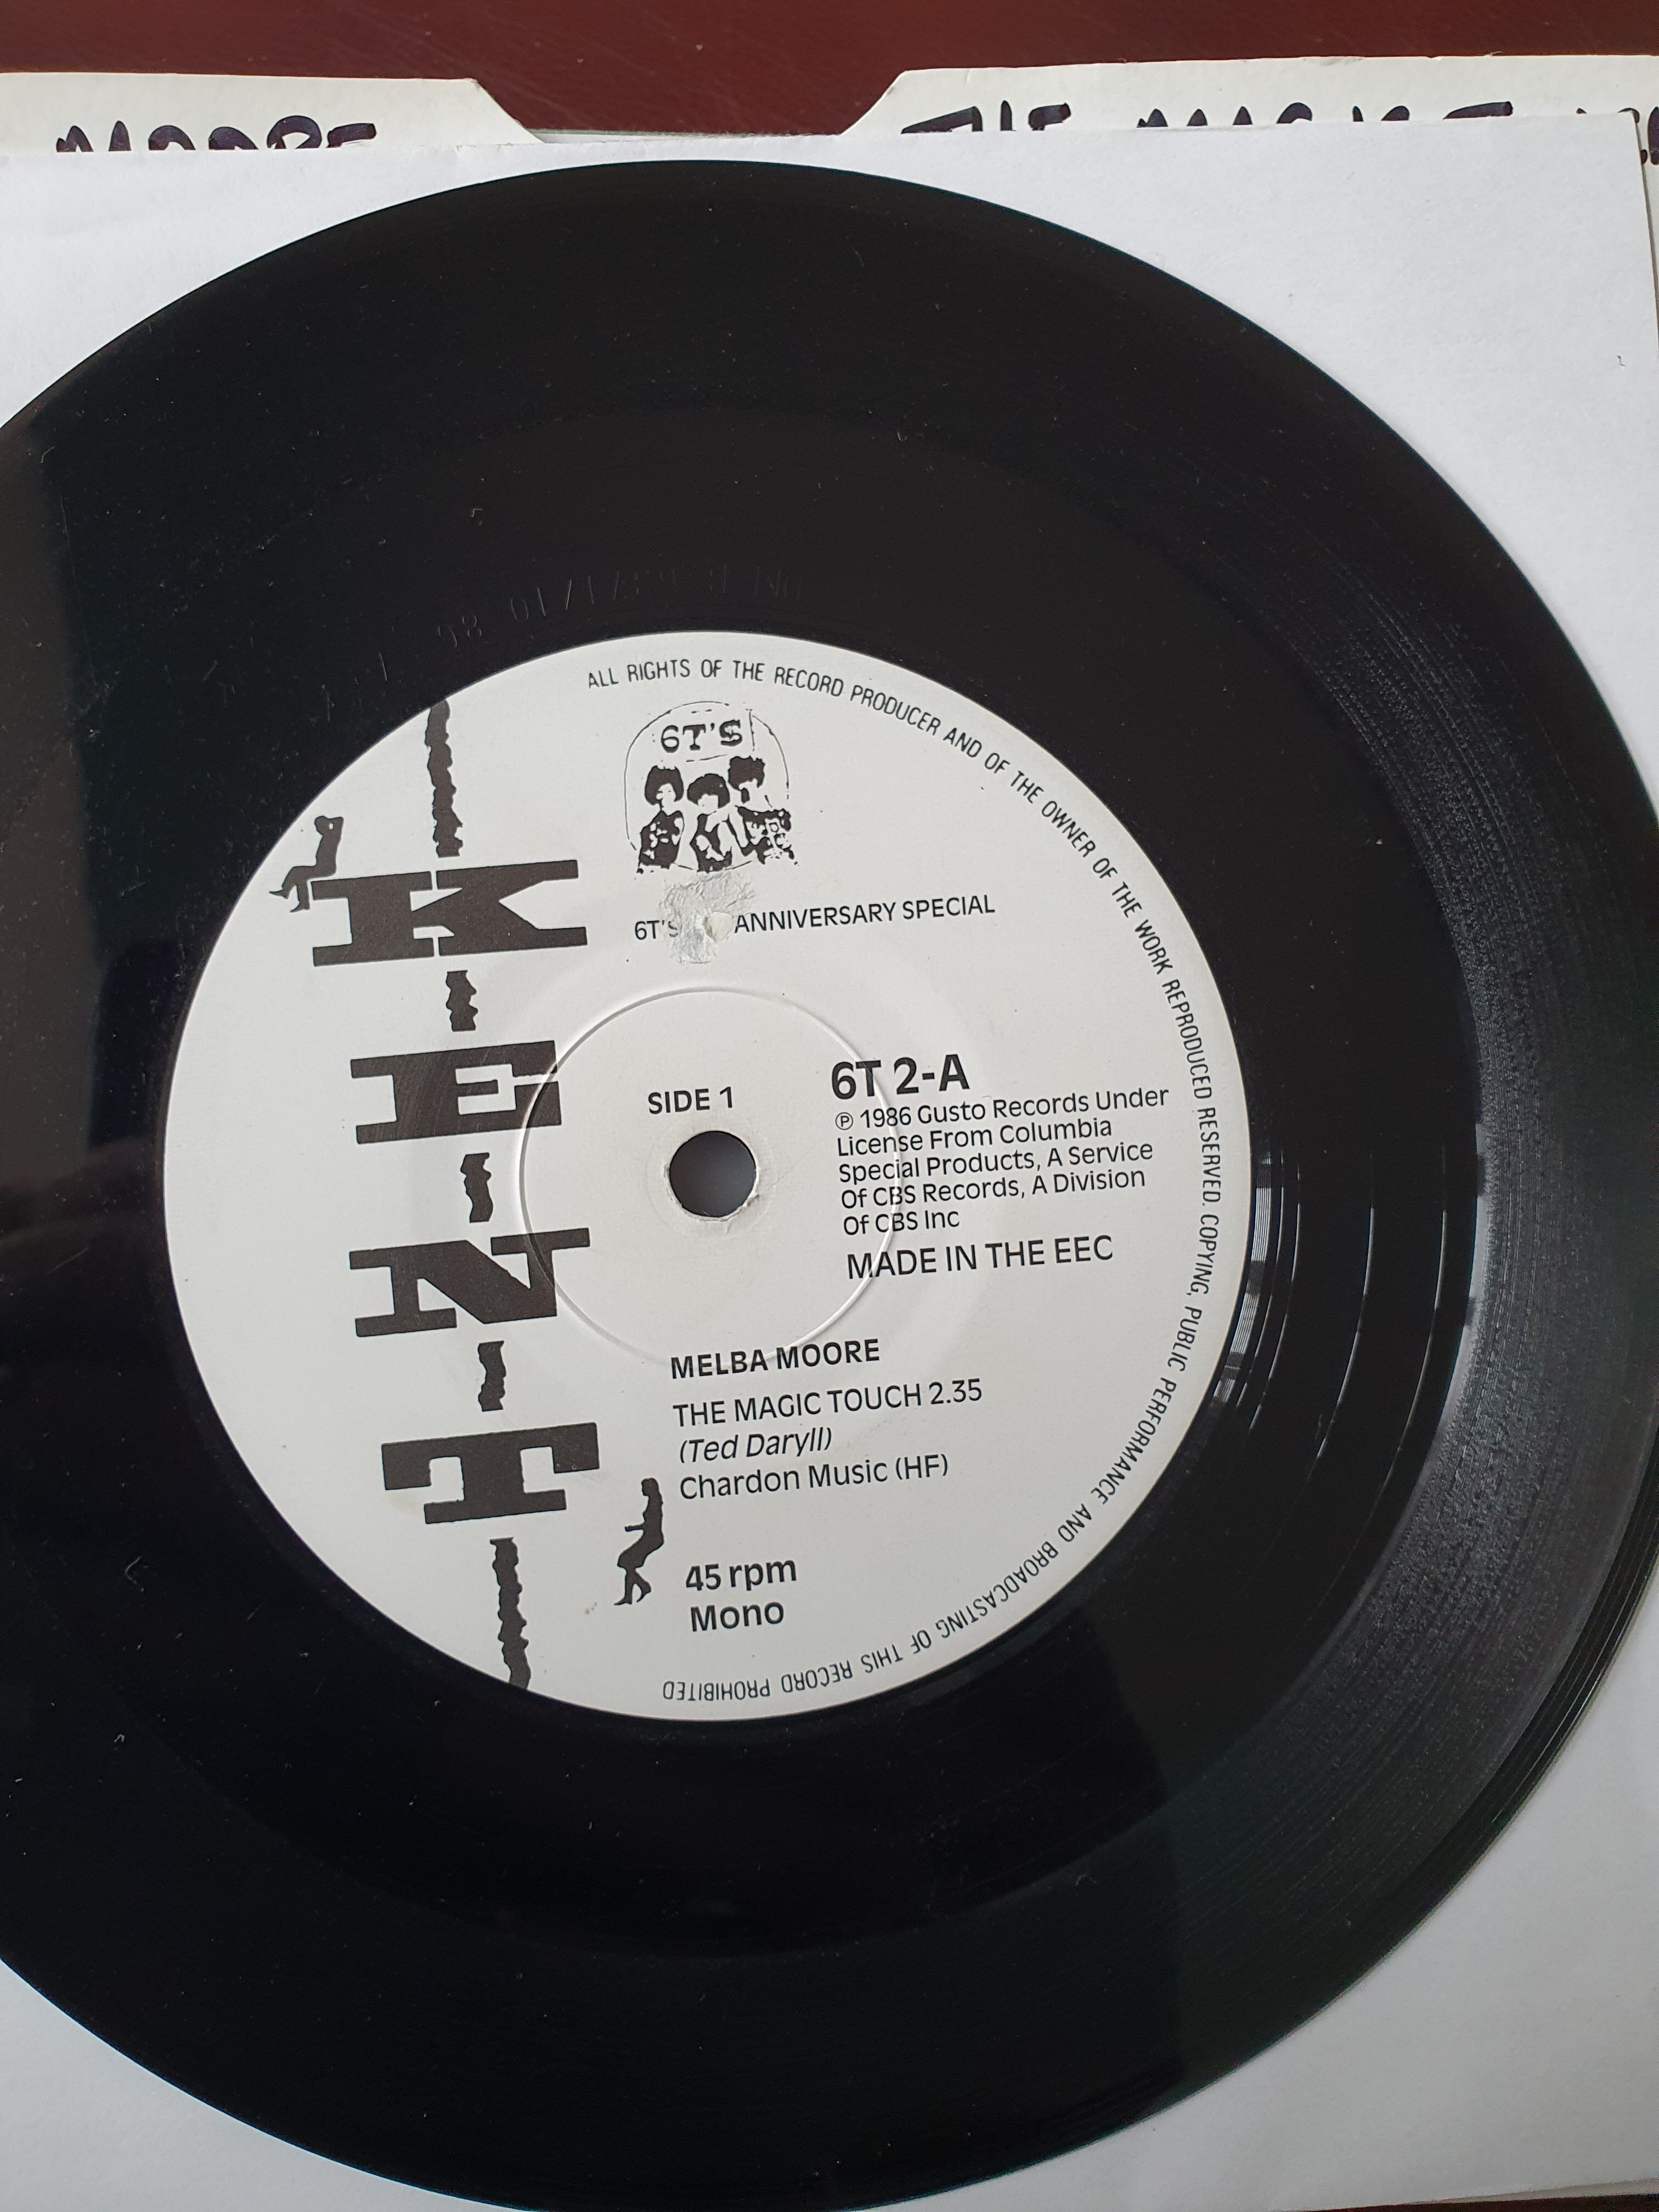 MOORE
ALL RIGHTS OF THE RECORD PRODUCER AND OF THE OWNER OF THE WORK REPRODUCED RESERVED. COPYING, PUBLIC PERFORMANCE AND BROADCASTING OF THIS RECORD PROHIBITED
6T'S
6T'S ANNIVERSARY SPECIAL
KENT
SIDE 1
6T 2-A
℗ 1986 Gusto Records Under
License From Columbia
Special Products, A Service
Of CBS Records, A Division
Of CBS Inc
MADE IN THE EEC
MELBA MOORE
THE MAGIC TOUCH 2.35
(Ted Daryll)
Chardon Music (HF)
45 rpm
Mono